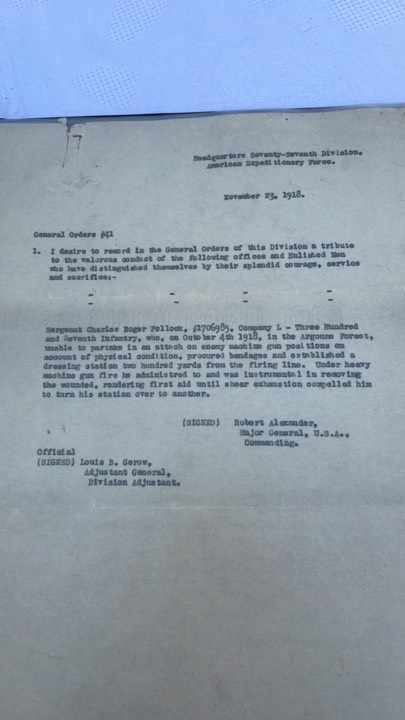 Headquarters Seventy-Seventh Division,
American Expeditionary Force.
November 23, 1918.
General Orders #41
1. I desire to record in the General Orders of this Division a tribute
to the valorous conduct of the following offices and Enlished Men
who have distinguished themselves by their splendid courage, service
and sacrifice:-
" " " "
" " " "
Sergeant Charles Roger Pollock, #1706985, Company L - Three Hundred
and Seventh Infantry, who, on October 4th 1918, in the Argonne Forest,
unable to partake in an attach on enemy machine gun positions on
account of physical condition, procured bandages and established a
dressing station two hundred yards from the firing line. Under heavy
machine gun fire he administred to and was instrumental in removing
the wounded, rendering first aid until sheer exhaustion compelled him
to turn his station over to another.
(SIGNED) Robert Alexander,
Major General, U.S.A.,
Commanding.
Official
(SIGNED) Louis B. Gerow,
Adjustant General,
Division Adjustant.